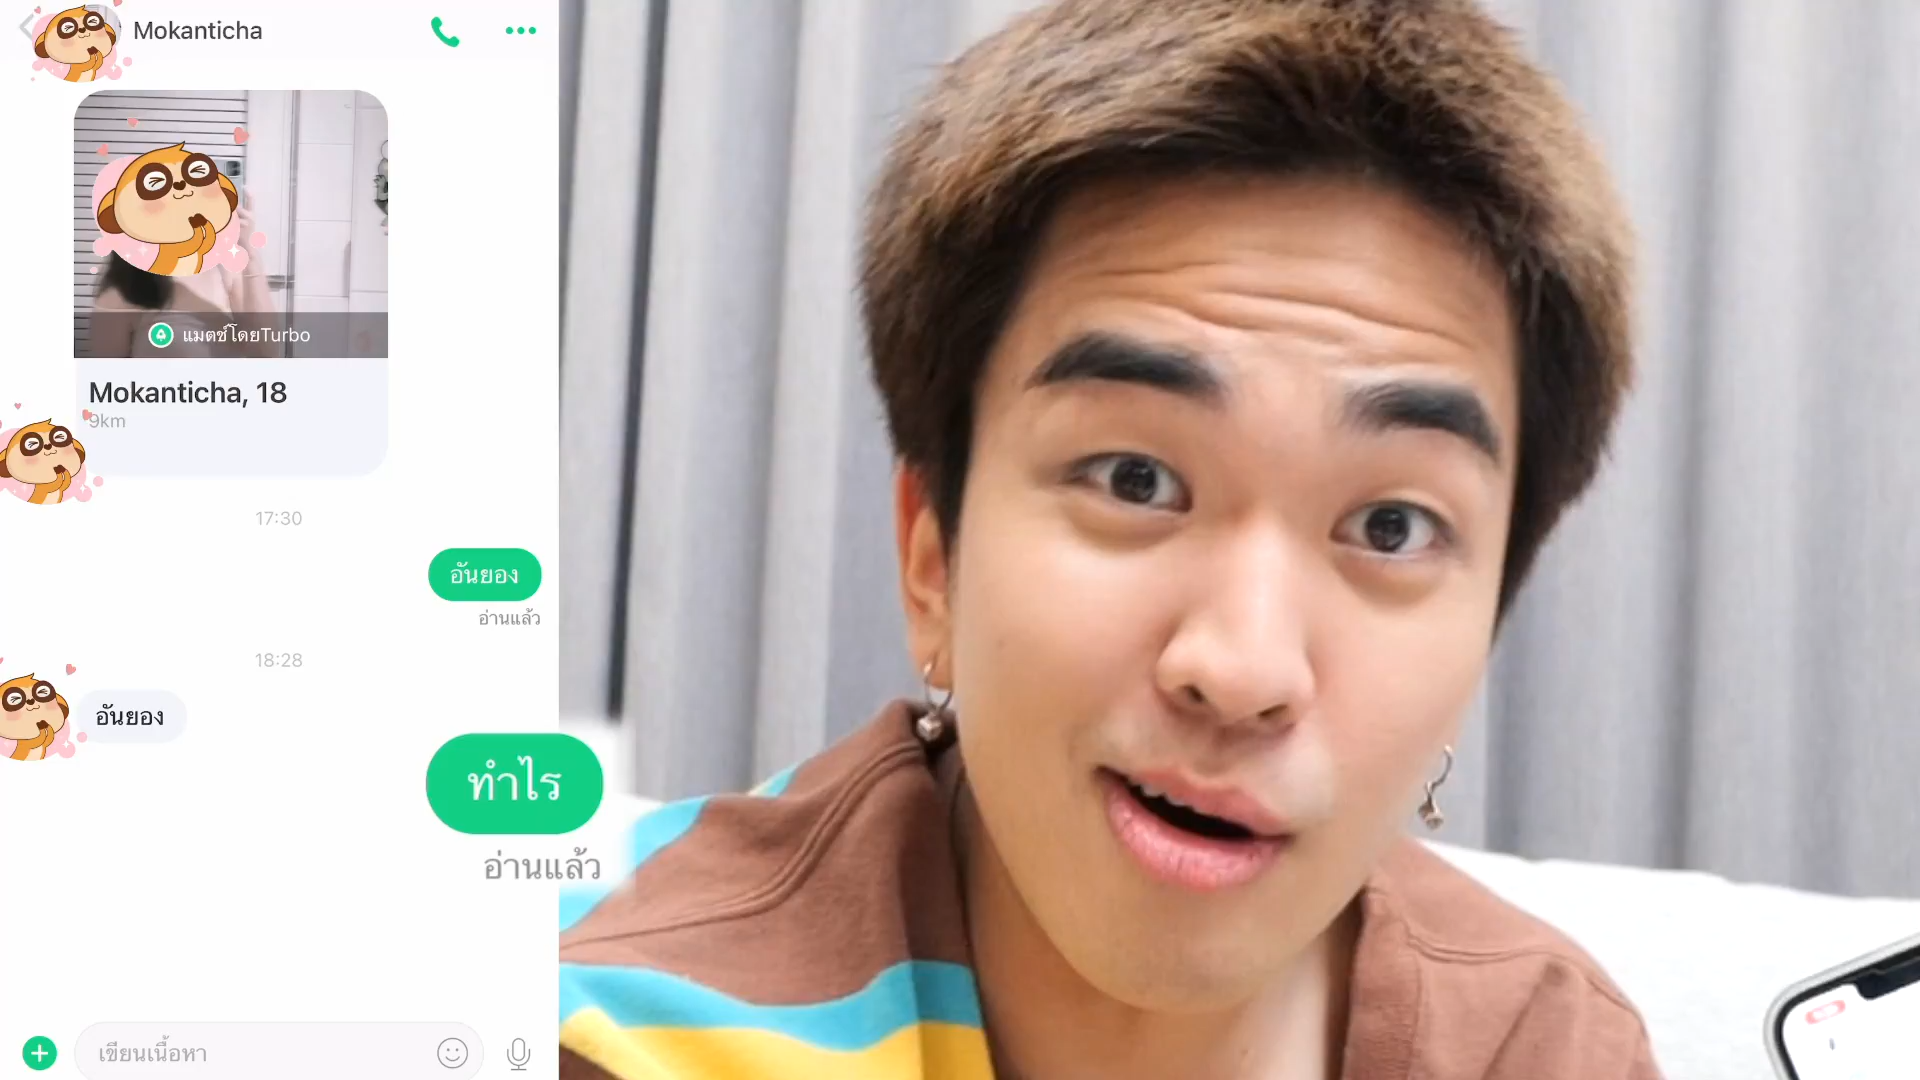 Mokanticha
แมตช์โดยTurbo
Mokanticha, 18
9km
17:30
อันยอง
อ่านแล้ว
18:28
อันยอง
ทำไร
อ่านแล้ว
เขียนเนื้อหา